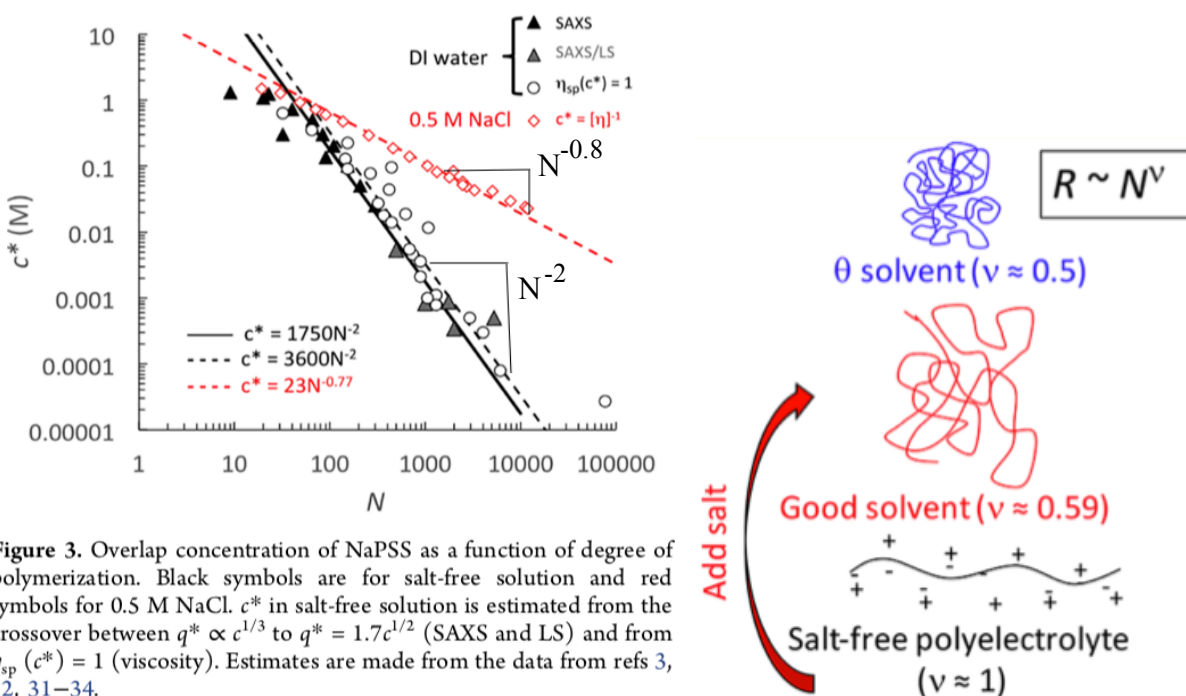 10
1
0.1
0.01
0.001
0.0001
0.00001
c* (M)
1 10 100 1000 10000 100000
N
DI water
SAXS
SAXS/LS
ηsp(c*) = 1
0.5 M NaCl c* = [η]-1
N-0.8
N-2
c* = 1750N-2
c* = 3600N-2
c* = 23N-0.77
igure 3. Overlap concentration of NaPSS as a function of degree of
olymerization. Black symbols are for salt-free solution and red
ymbols for 0.5 M NaCl. c* in salt-free solution is estimated from the
rossover between q* ∝ c1/3 to q* = 1.7c1/2 (SAXS and LS) and from
sp (c*) = 1 (viscosity). Estimates are made from the data from refs 3,
2, 31−34.
R ~ Nν
θ solvent (ν ≈ 0.5)
Good solvent (ν ≈ 0.59)
Add salt
+ + + +
- - - -
+ + + + +
Salt-free polyelectrolyte
(ν ≈ 1)